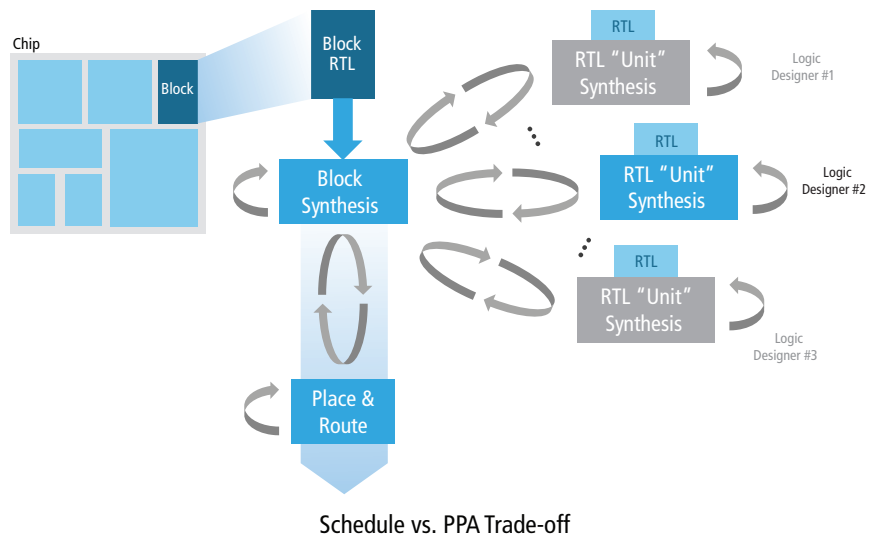 Chip
Block
Block
RTL
Block
Synthesis
Place &
Route
RTL
RTL “Unit”
Synthesis
Logic
Designer #1
RTL
RTL “Unit”
Synthesis
Logic
Designer #2
RTL
RTL “Unit”
Synthesis
Logic
Designer #3
Schedule vs. PPA Trade-off